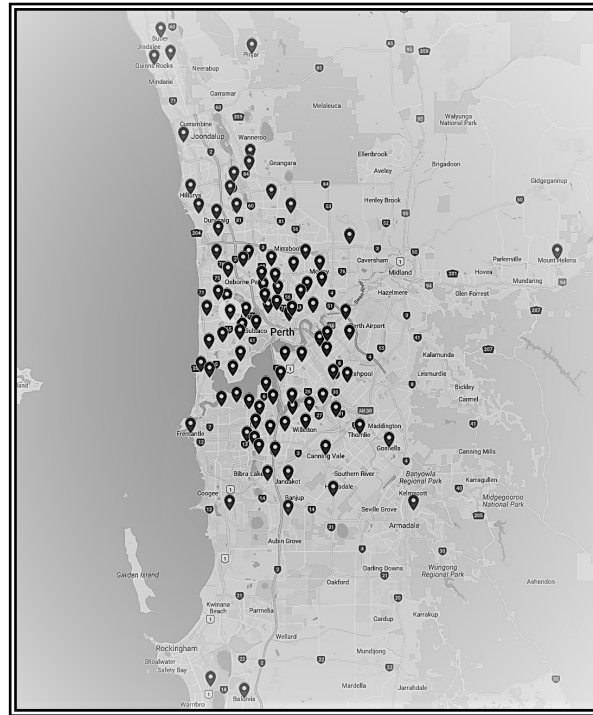 Butler
Jindalee
Quinns Rocks
Pinjar
Neerabup
Mindarie
Carramar
Melaleuca
Walyunga
National Park
Currambine
Joondalup
Wanneroo
Ellenbrook
Gnangara
Aveley
Brigadoon
Gidgegannup
Hillarys
Henley Brook
Duncraig
Mirrabooka
Caversham
Parkerville
Mount Helena
Midland
Hovea
Mundaring
Osborne Park
Hazelmere
Glen Forrest
Subiaco
Perth
Perth Airport
Kalamunda
Lesmurdie
Bickley
Carmel
Fremantle
Willetton
Thornlie
Maddington
Gosnells
Canning Vale
Canning Mills
Bibra Lake
Southern River
Banyowla
Regional Park
Karragullen
Jandakot
Coogee
Banjup
Harrisdale
Kelmscott
Midgegooroo
National Park
Seville Grove
Armadale
Aubin Grove
Garden Island
Darling Downs
Wungong
Regional Park
Oakford
Ashendon
Kwinana
Beach
Parmelia
Cardup
Karrakup
Wellard
Rockingham
Mundijong
Shoalwater
Safety Bay
Mardella
Jarrahdale
Warnbro
Baldivis